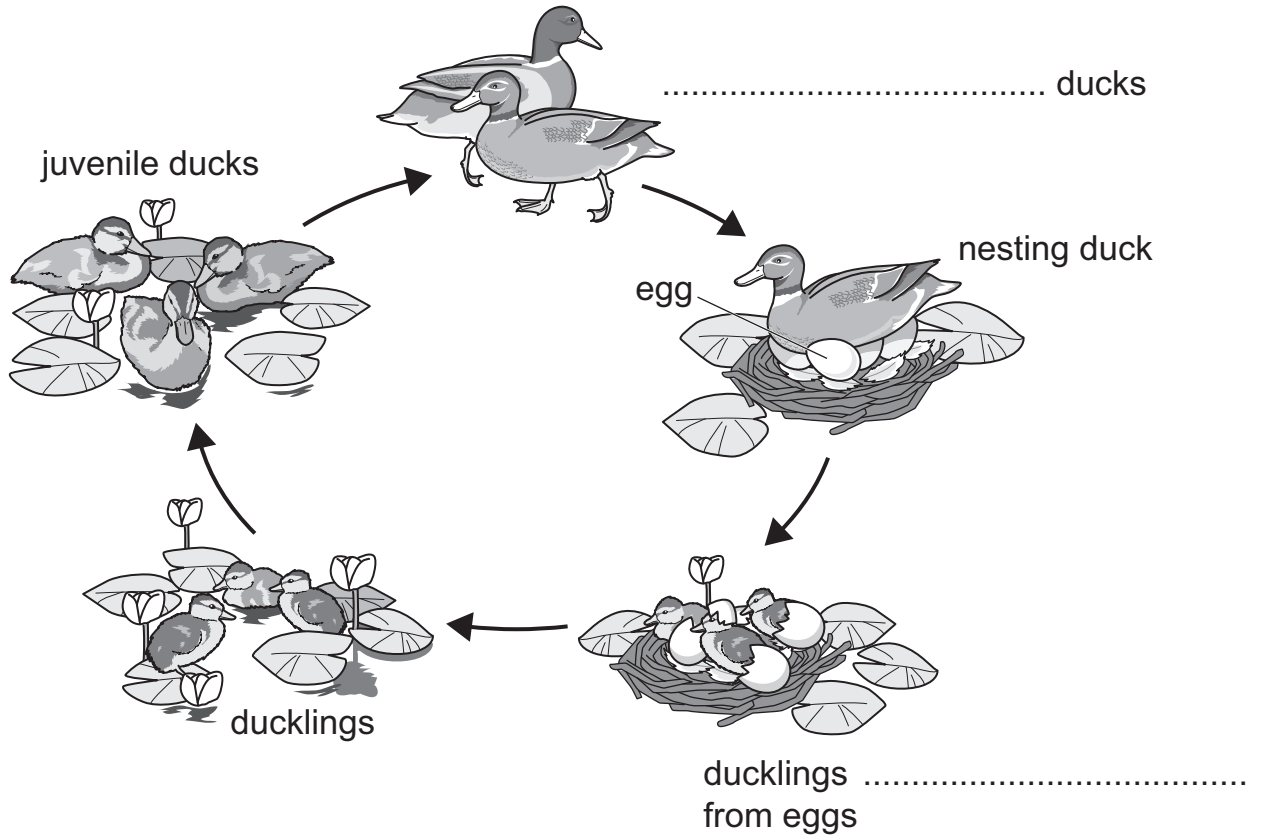 ..................................... ducks
juvenile ducks
nesting duck
egg
ducklings
ducklings .....................................
from eggs